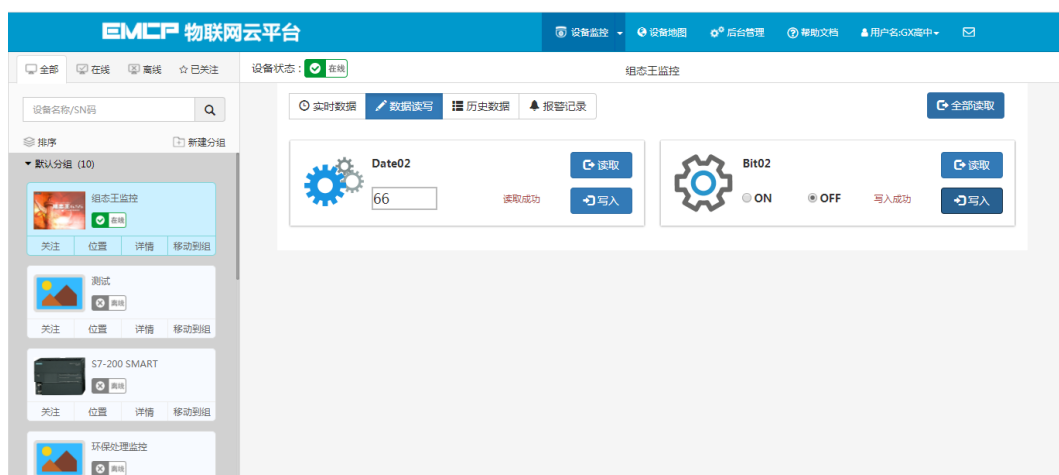 EMCP 物联网云平台
设备监控 设备地图 后台管理 帮助文档 用户名:GX高中
全部 在线 离线 已关注
设备状态： 在线 组态王监控
设备名称/SN码
实时数据 数据读写 历史数据 报警记录 全部读取
排序 新建分组
默认分组 (10)
Date02 读取
66 读取成功 写入
Bit02 读取
ON OFF 写入成功 写入
组态王监控
在线
关注 位置 详情 移动到组
测试
离线
关注 位置 详情 移动到组
S7-200 SMART
离线
关注 位置 详情 移动到组
环保处理监控
离线